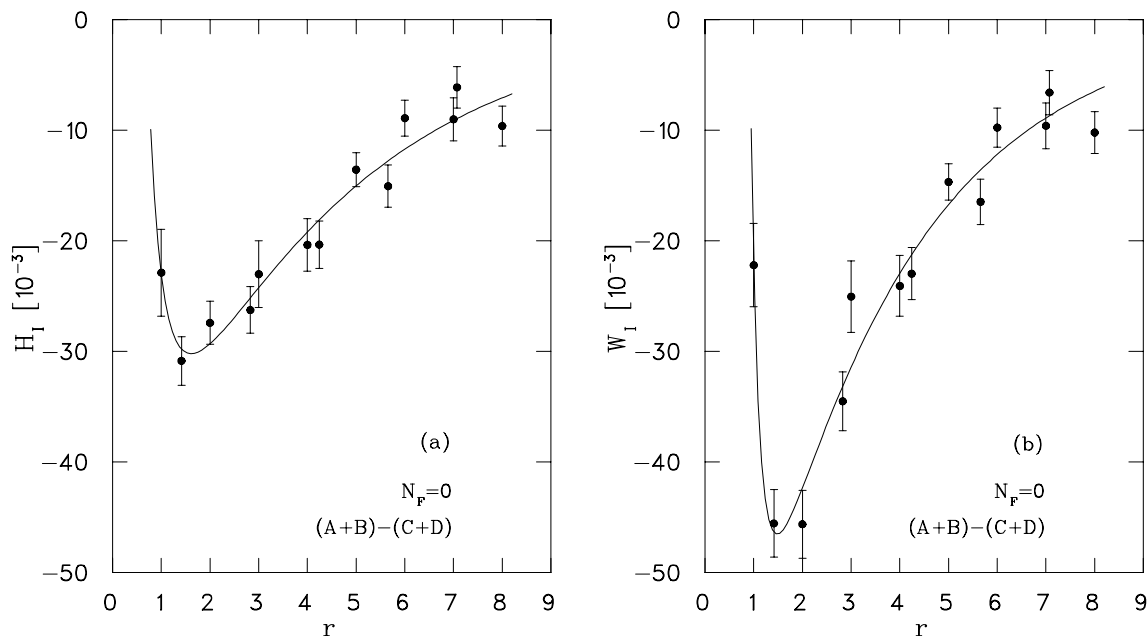 0
−10
−20
−30
−40
−50
H_I [10^{−3}]
(a)
N_F=0
(A+B)−(C+D)
0 1 2 3 4 5 6 7 8 9
r
0
−10
−20
−30
−40
−50
W_I [10^{−3}]
(b)
N_F=0
(A+B)−(C+D)
0 1 2 3 4 5 6 7 8 9
r